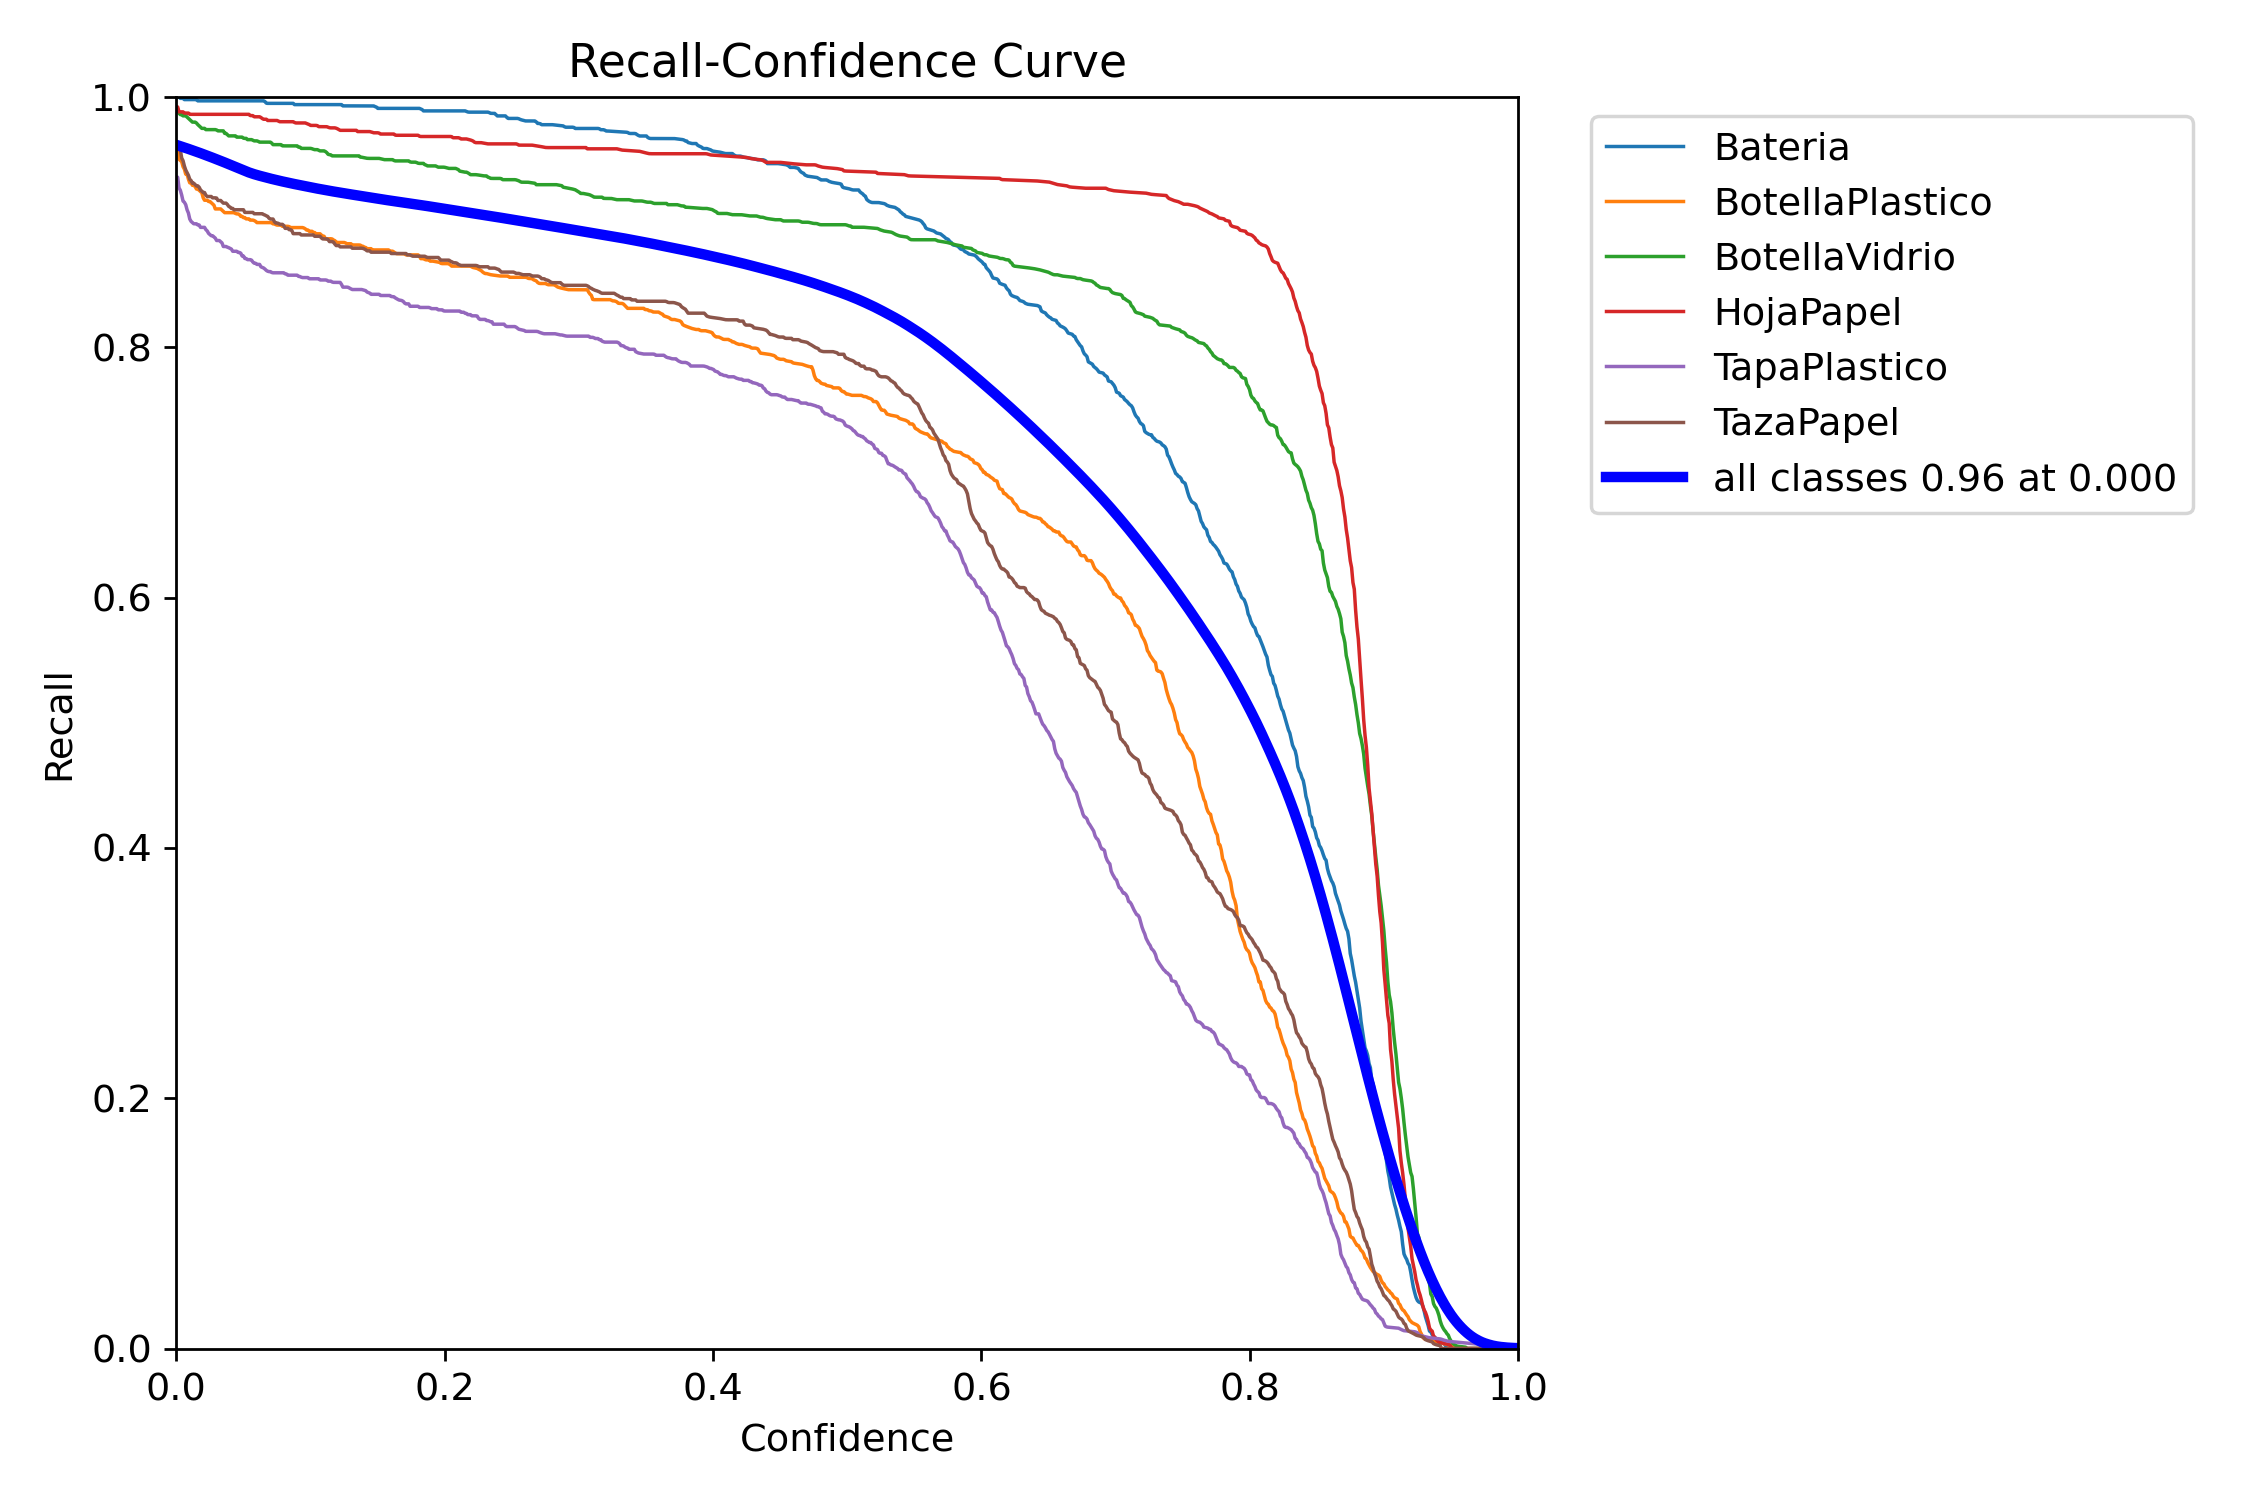 Recall-Confidence Curve
1.0
0.8
0.6
0.4
0.2
0.0
Recall
0.0 0.2 0.4 0.6 0.8 1.0
Confidence
Bateria
BotellaPlastico
BotellaVidrio
HojaPapel
TapaPlastico
TazaPapel
all classes 0.96 at 0.000